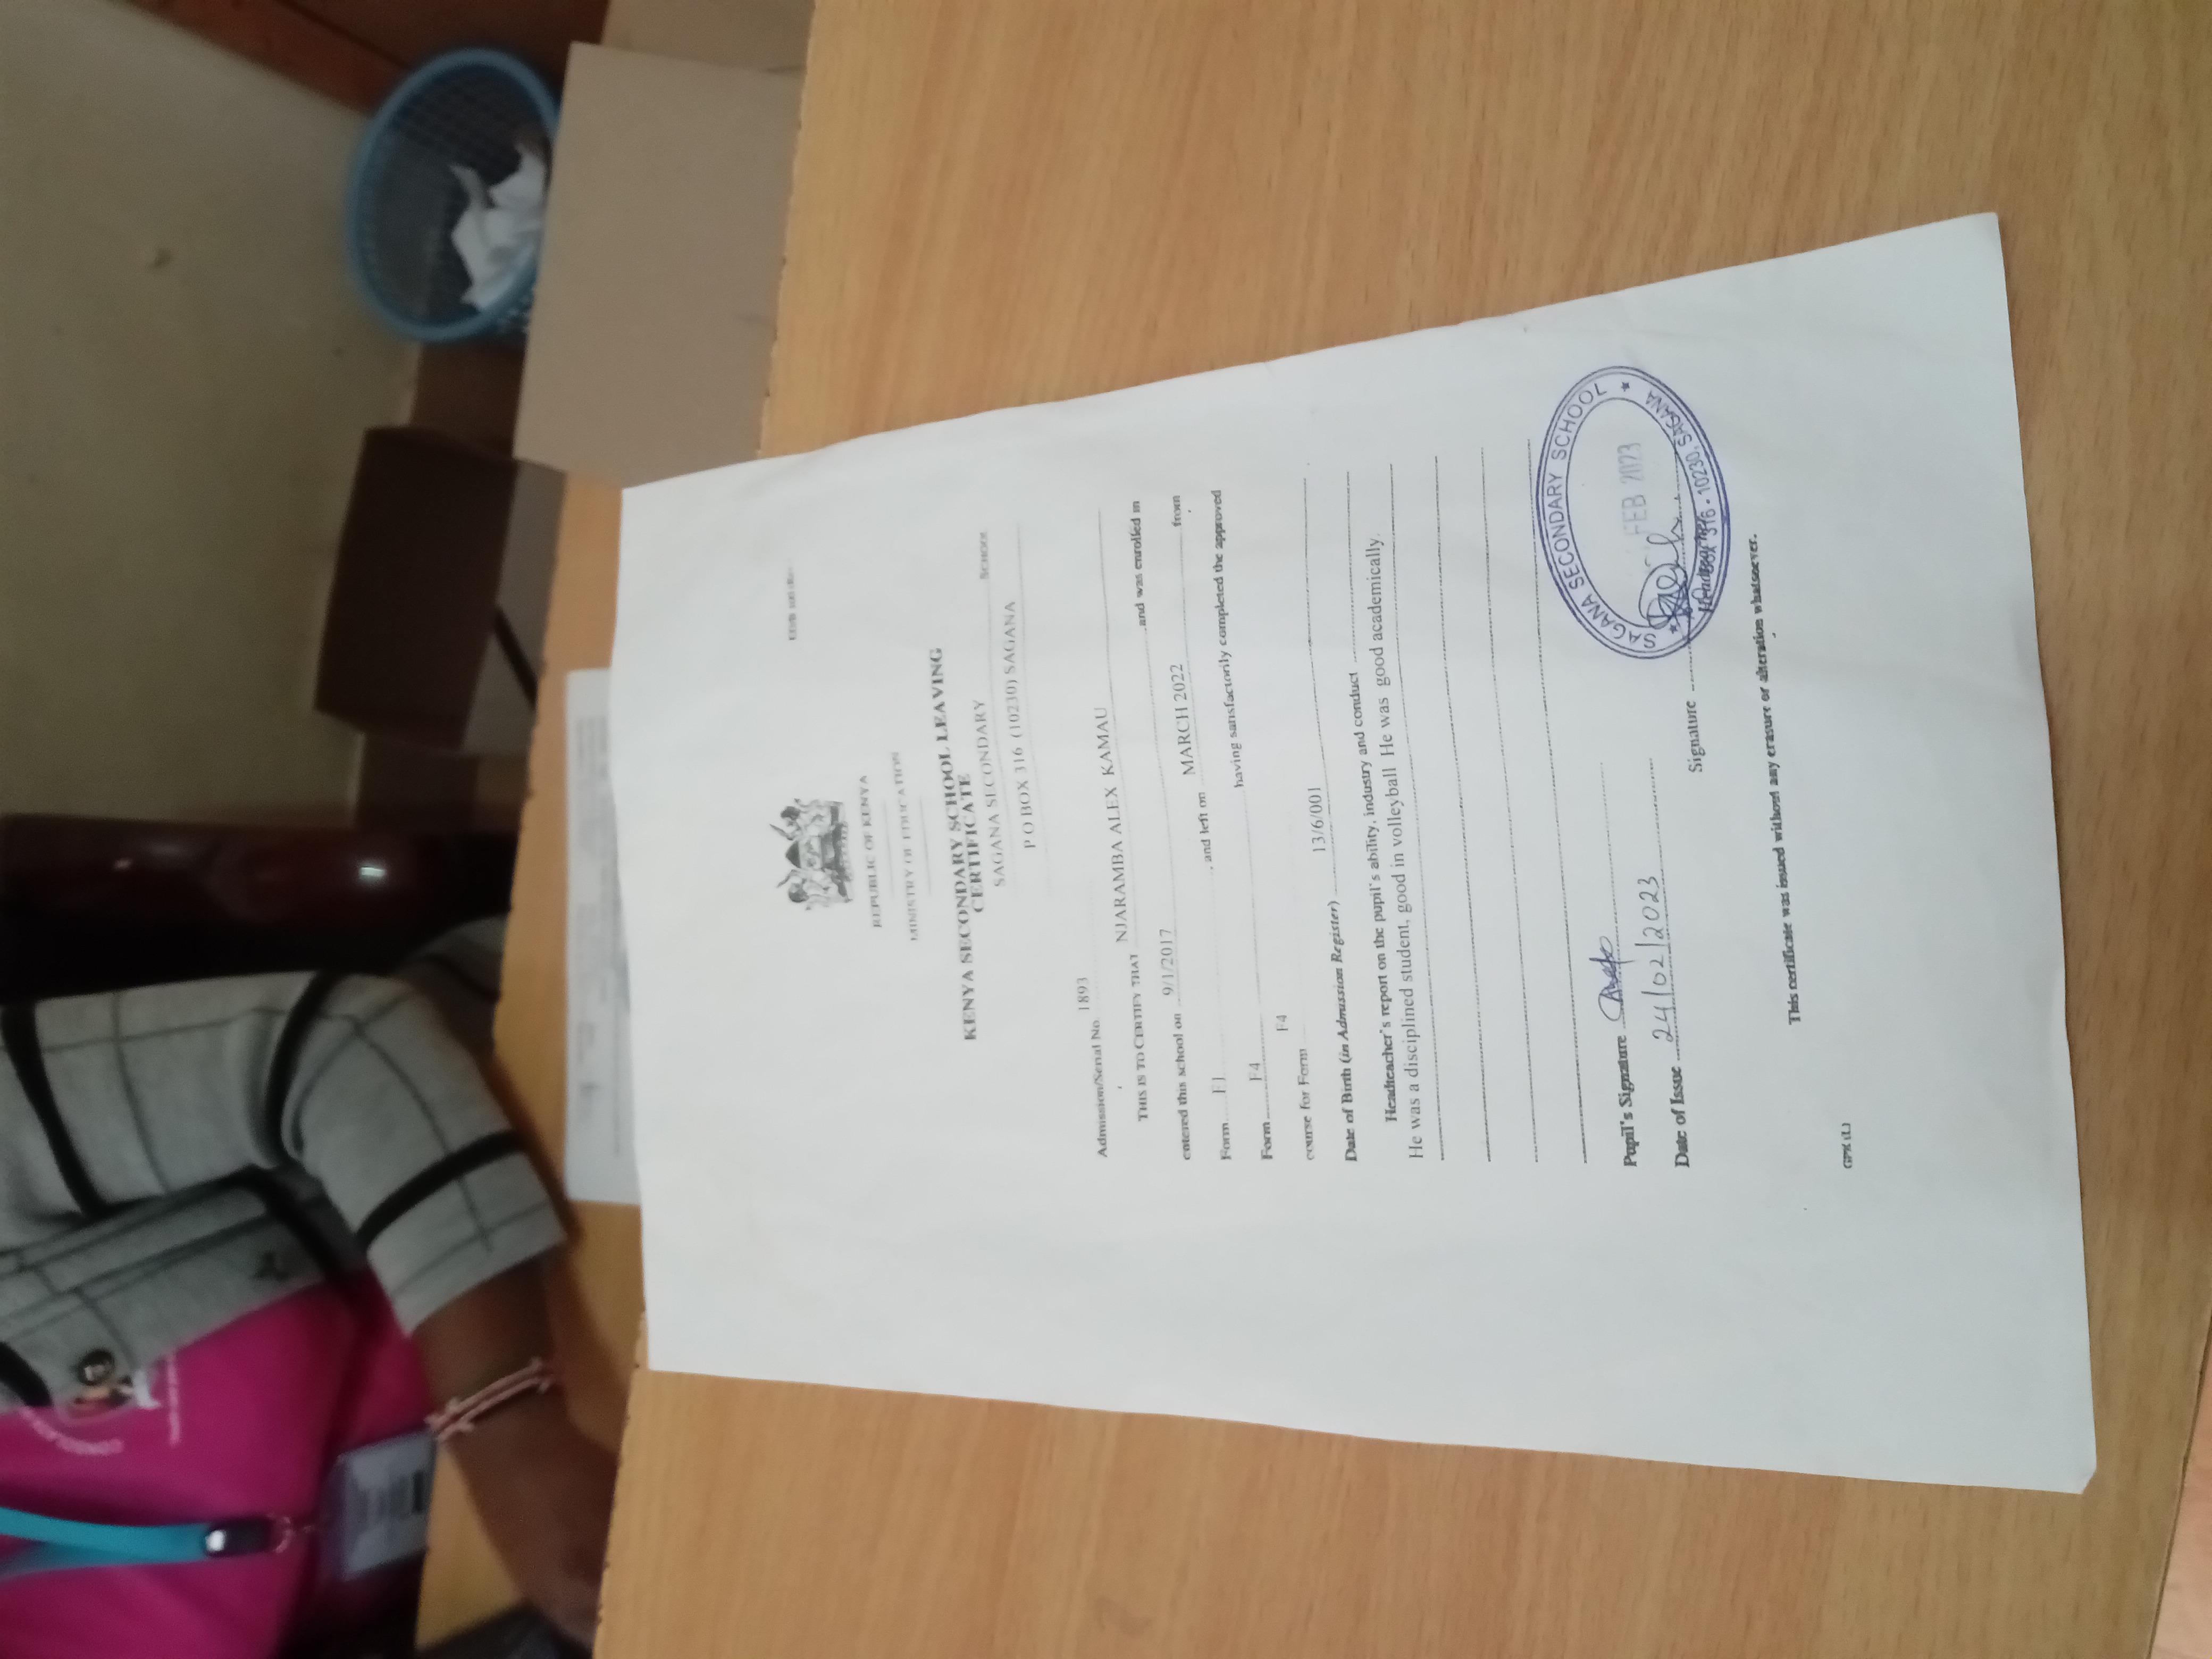 REPUBLIC OF KENYA
MINISTRY OF EDUCATION
KENYA SECONDARY SCHOOL LEAVING
CERTIFICATE
SAGANA SECONDARY SCHOOL
P O BOX 316 (10230) SAGANA
Admission/Serial No. 1893
THIS IS TO CERTIFY THAT NJARAMBA ALEX KAMAU
entered this school on 9/1/2017 and was enrolled in
Form F1, and left on MARCH 2022 from
Form F4 having satisfactorily completed the approved
course for Form F4
Date of Birth (in Admission Register) 13/6/001
Headteacher's report on the pupil's ability, industry and conduct
He was a disciplined student, good in volleyball He was good academically.
Pupil's Signature
Date of Issue 24/02/2023
Signature
Headteacher
SAGANA SECONDARY SCHOOL
FEB 2023
BOX 316 - 10230, SAGANA
This certificate was issued without any erasure or alteration whatsoever.
GPK (L)